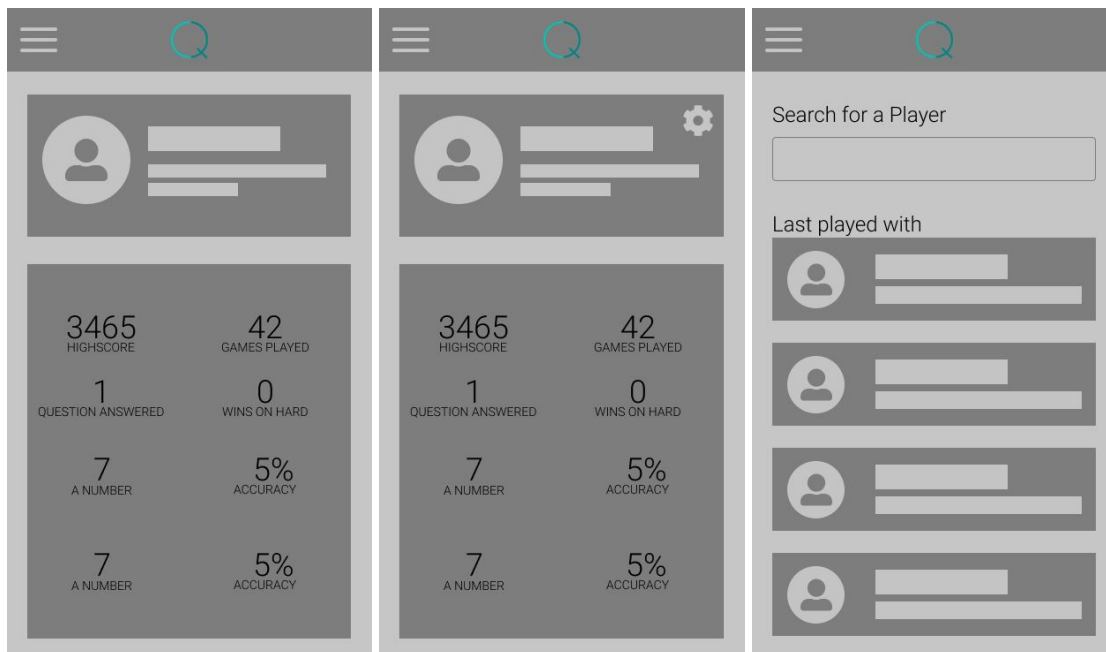 Q
3465 42
HIGHSCORE GAMES PLAYED
1 0
QUESTION ANSWERED WINS ON HARD
7 5%
A NUMBER ACCURACY
7 5%
A NUMBER ACCURACY
Q
3465 42
HIGHSCORE GAMES PLAYED
1 0
QUESTION ANSWERED WINS ON HARD
7 5%
A NUMBER ACCURACY
7 5%
A NUMBER ACCURACY
Q
Search for a Player
Last played with